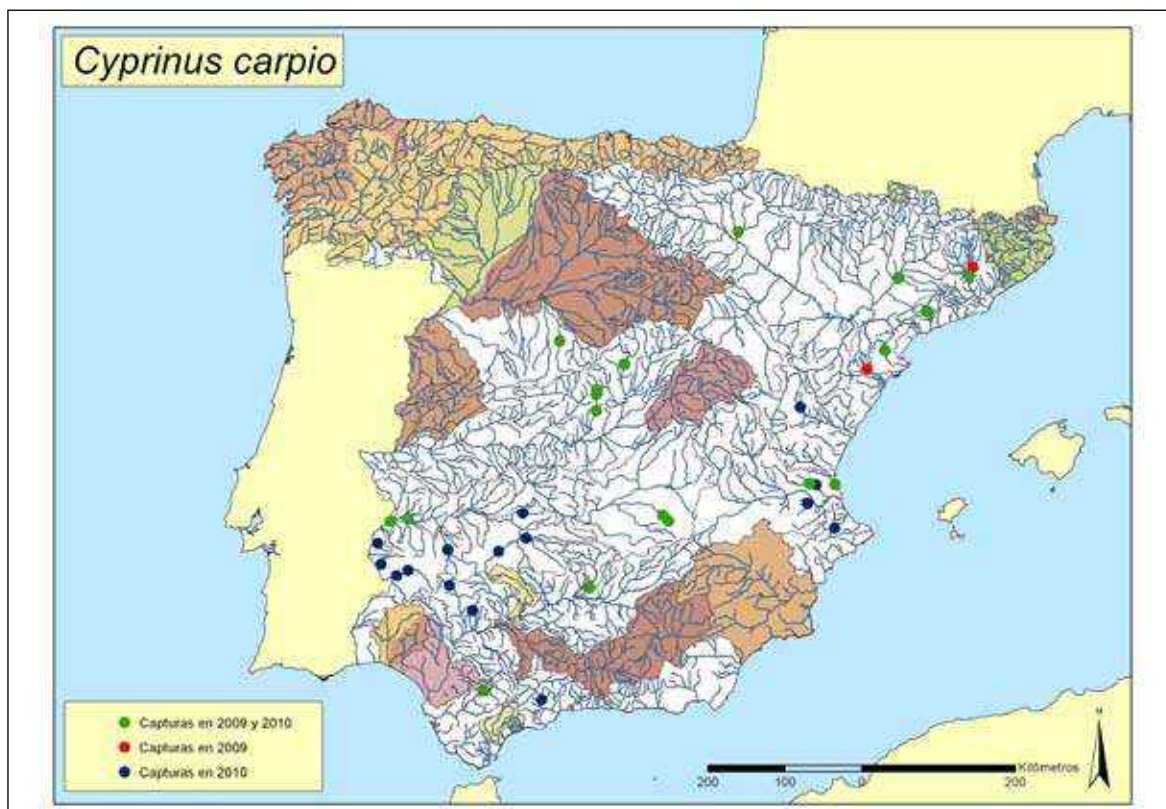 Cyprinus carpio
Capturas en 2009 y 2010
Capturas en 2009
Capturas en 2010
N
Kilómetros
200 100 0 200